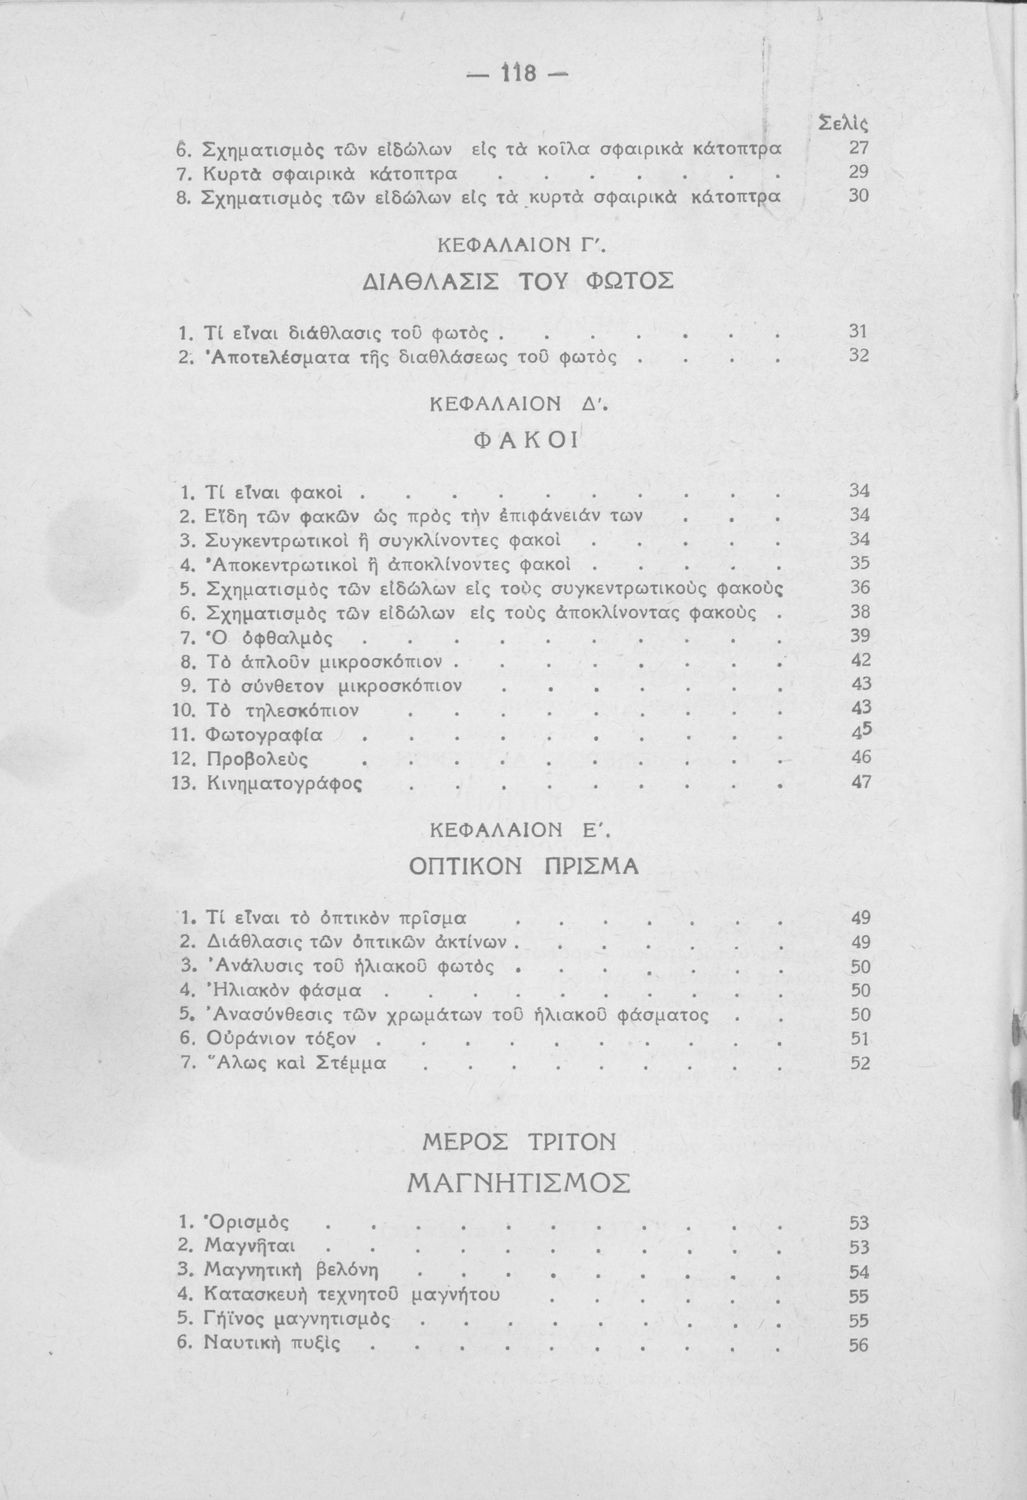 — 118 —
Σελὶς
6. Σχηματισμὸς τῶν εἰδώλων εἰς τὰ κοῖλα σφαιρικὰ κάτοπτρα 27
7. Κυρτὰ σφαιρικὰ κάτοπτρα . . . . . . . 29
8. Σχηματισμὸς τῶν εἰδώλων εἰς τὰ κυρτὰ σφαιρικὰ κάτοπτρα 30
ΚΕΦΑΛΑΙΟΝ Γ΄.
ΔΙΑΘΛΑΣΙΣ ΤΟΥ ΦΩΤΟΣ
1. Τί εἶναι διάθλασις τοῦ φωτὸς . . . . . . . 31
2. Ἀποτελέσματα τῆς διαθλάσεως τοῦ φωτὸς . . . . 32
ΚΕΦΑΛΑΙΟΝ Δ΄.
ΦΑΚΟΙ
1. Τί εἶναι φακοὶ . . . . . . . . . . 34
2. Εἴδη τῶν φακῶν ὡς πρὸς τὴν ἐπιφάνειάν των . . . 34
3. Συγκεντρωτικοὶ ἢ συγκλίνοντες φακοὶ . . . . . 34
4. Ἀποκεντρωτικοὶ ἢ ἀποκλίνοντες φακοὶ . . . . . 35
5. Σχηματισμὸς τῶν εἰδώλων εἰς τοὺς συγκεντρωτικοὺς φακοὺς 36
6. Σχηματισμὸς τῶν εἰδώλων εἰς τοὺς ἀποκλίνοντας φακοὺς . 38
7. Ὁ ὀφθαλμὸς . . . . . . . . . . 39
8. Τὸ ἁπλοῦν μικροσκόπιον . . . . . . . . 42
9. Τὸ σύνθετον μικροσκόπιον . . . . . . . 43
10. Τὸ τηλεσκόπιον . . . . . . . . . 43
11. Φωτογραφία . . . . . . . . . . 45
12. Προβολεὺς . . . . . . . . . . 46
13. Κινηματογράφος . . . . . . . . . 47
ΚΕΦΑΛΑΙΟΝ Ε΄.
ΟΠΤΙΚΟΝ ΠΡΙΣΜΑ
1. Τί εἶναι τὸ ὀπτικὸν πρῖσμα . . . . . . . 49
2. Διάθλασις τῶν ὀπτικῶν ἀκτίνων . . . . . . . 49
3. Ἀνάλυσις τοῦ ἡλιακοῦ φωτὸς . . . . . . . 50
4. Ἡλιακὸν φάσμα . . . . . . . . . . 50
5. Ἀνασύνθεσις τῶν χρωμάτων τοῦ ἡλιακοῦ φάσματος . . 50
6. Οὐράνιον τόξον . . . . . . . . . . 51
7. Ἅλως καὶ Στέμμα . . . . . . . . . 52
ΜΕΡΟΣ ΤΡΙΤΟΝ
ΜΑΓΝΗΤΙΣΜΟΣ
1. Ὁρισμὸς . . . . . . . . . . . 53
2. Μαγνῆται . . . . . . . . . . . 53
3. Μαγνητικὴ βελόνη . . . . . . . . . 54
4. Κατασκευὴ τεχνητοῦ μαγνήτου . . . . . . 55
5. Γήϊνος μαγνητισμὸς . . . . . . . . . 55
6. Ναυτικὴ πυξὶς . . . . . . . . . . 56